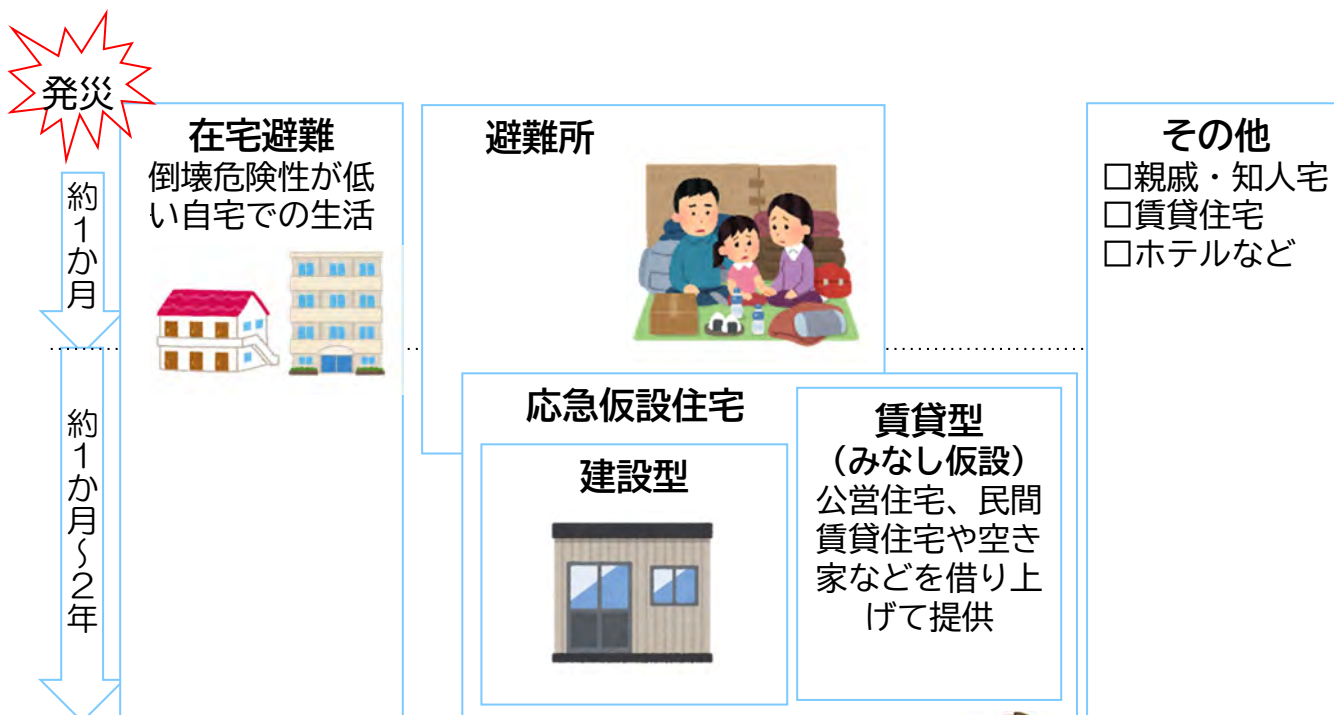 発災
約1か月
約1か月～2年
在宅避難
倒壊危険性が低
い自宅での生活
避難所
その他
□親戚・知人宅
□賃貸住宅
□ホテルなど
応急仮設住宅
建設型
賃貸型
（みなし仮設）
公営住宅、民間
賃貸住宅や空き
家などを借り上
げて提供